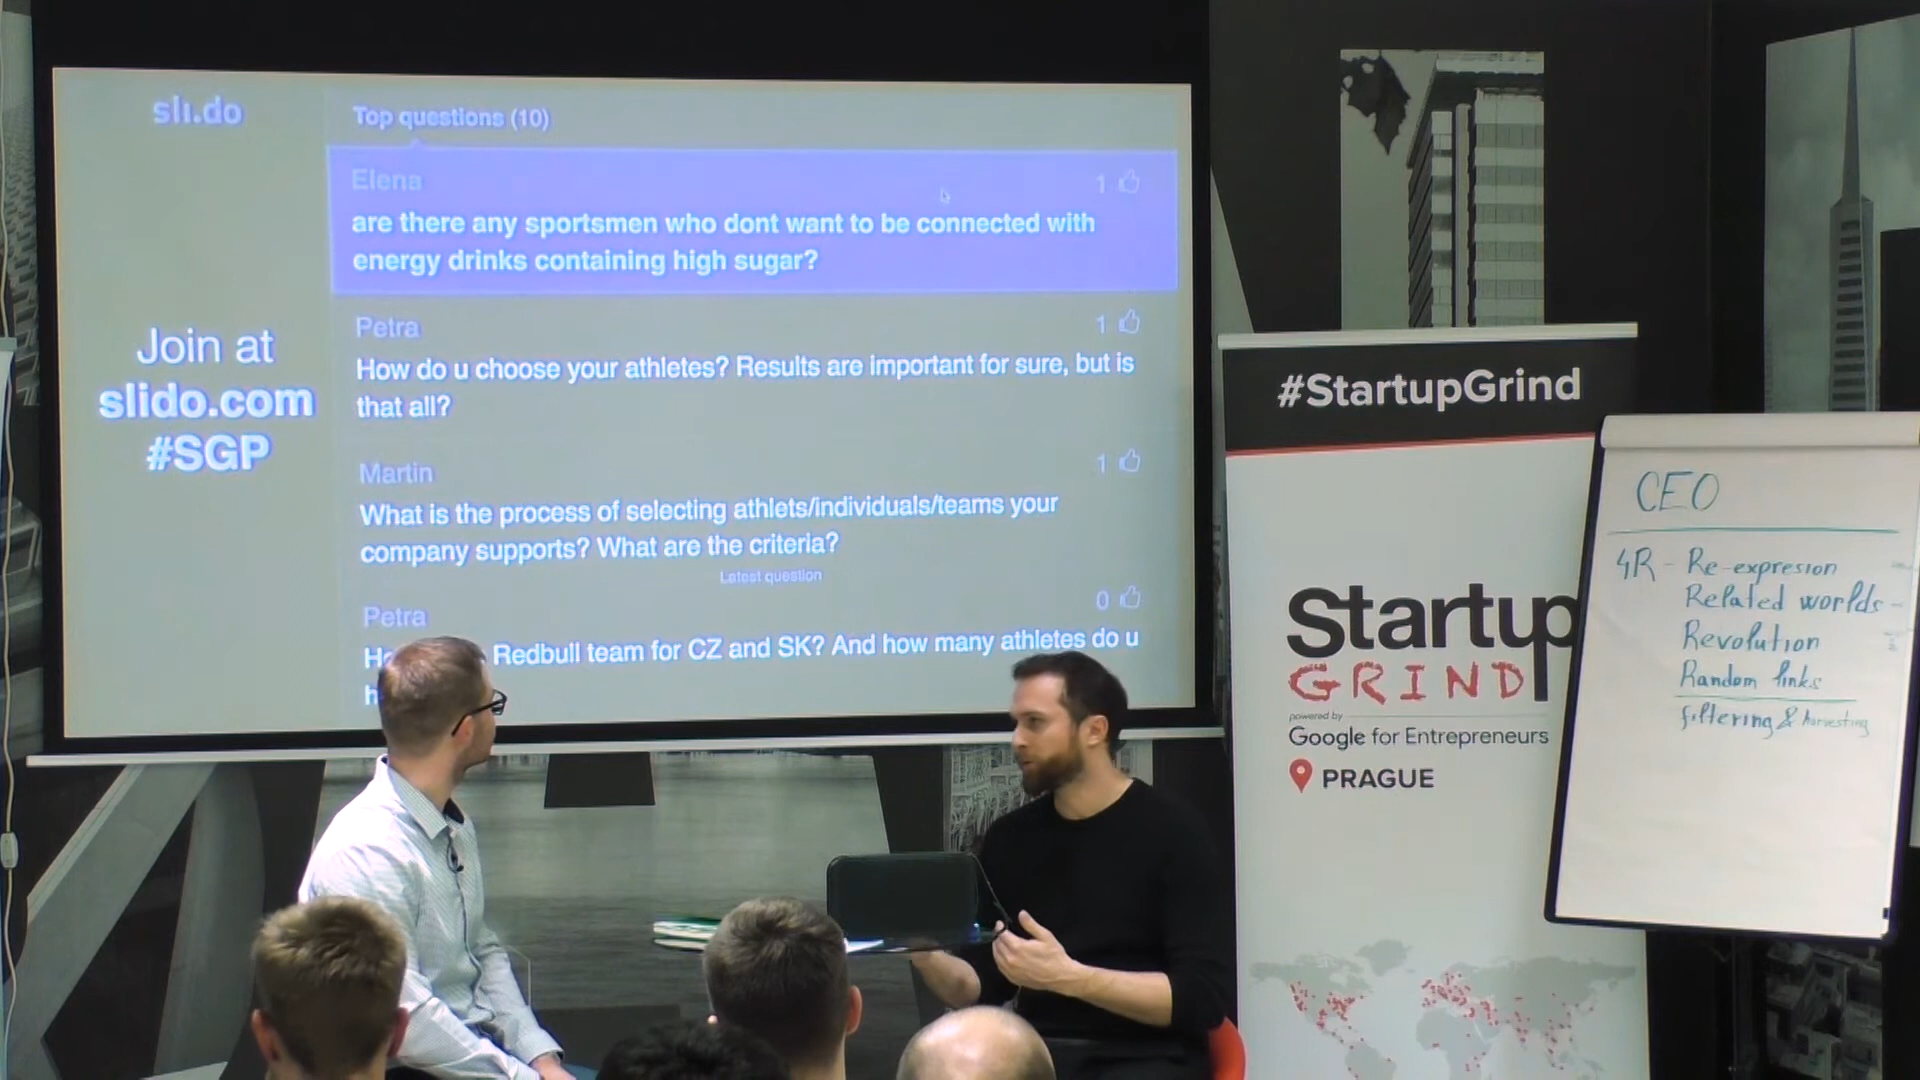 sli.do
Top questions (10)
Elena
1
are there any sportsmen who dont want to be connected with
energy drinks containing high sugar?
Petra
1
How do u choose your athletes? Results are important for sure, but is
that all?
Martin
1
What is the process of selecting athlets/individuals/teams your
company supports? What are the criteria?
Latest question
Petra
0
Redbull team for CZ and SK? And how many athletes do u
Join at
slido.com
#SGP
#StartupGrind
Startup
GRIND
powered by
Google for Entrepreneurs
PRAGUE
CEO
4R - Re-expresion
Related worlds -
Revolution
Random links
filtering & harvesting